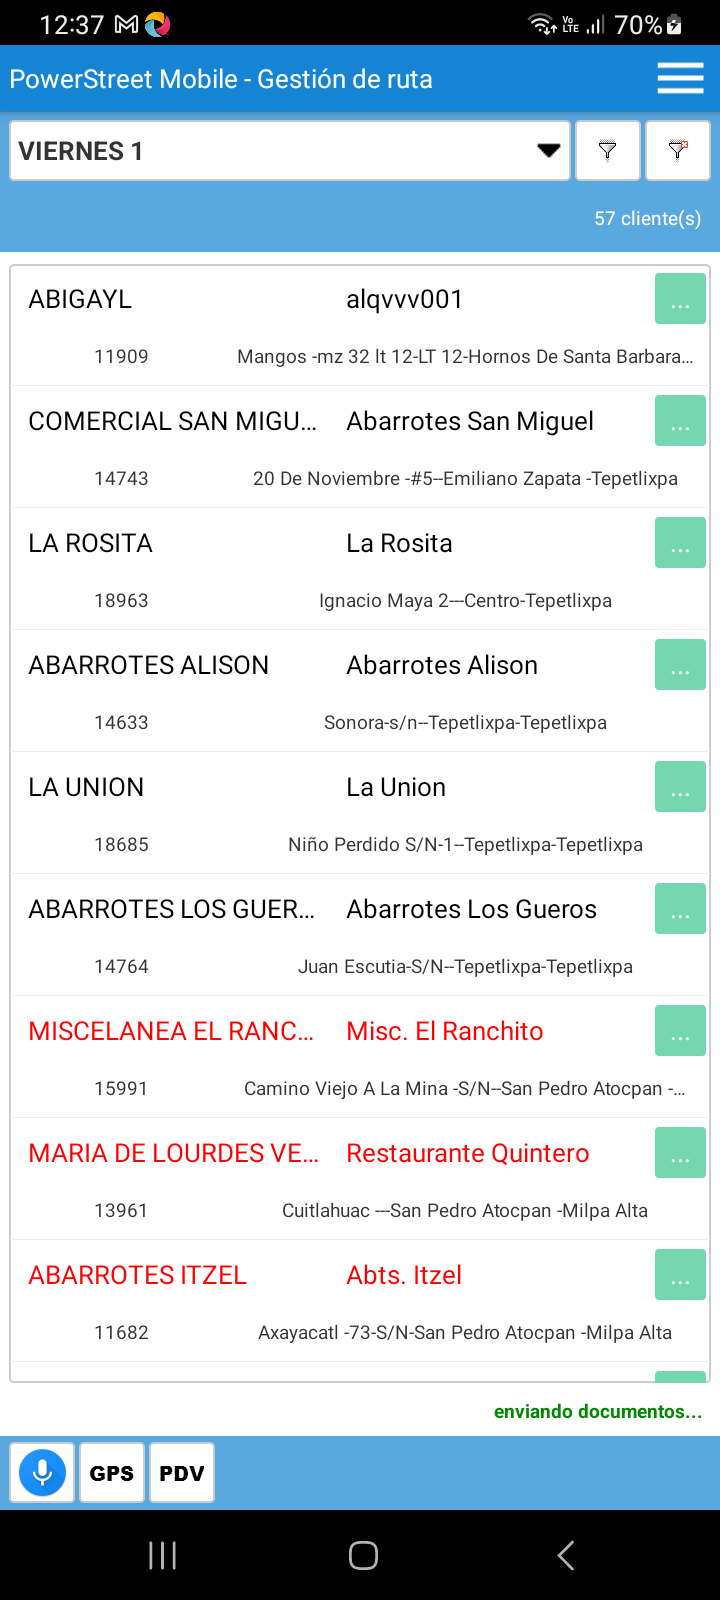 12:37
Vo LTE 70%
PowerStreet Mobile - Gestión de ruta
VIERNES 1
57 cliente(s)
ABIGAYL alqvvv001 ...
11909 Mangos -mz 32 lt 12-LT 12-Hornos De Santa Barbara...
COMERCIAL SAN MIGU... Abarrotes San Miguel ...
14743 20 De Noviembre -#5--Emiliano Zapata -Tepetlixpa
LA ROSITA La Rosita ...
18963 Ignacio Maya 2---Centro-Tepetlixpa
ABARROTES ALISON Abarrotes Alison ...
14633 Sonora-s/n--Tepetlixpa-Tepetlixpa
LA UNION La Union ...
18685 Niño Perdido S/N-1--Tepetlixpa-Tepetlixpa
ABARROTES LOS GUER... Abarrotes Los Gueros ...
14764 Juan Escutia-S/N--Tepetlixpa-Tepetlixpa
MISCELANEA EL RANC... Misc. El Ranchito ...
15991 Camino Viejo A La Mina -S/N--San Pedro Atocpan -...
MARIA DE LOURDES VE... Restaurante Quintero ...
13961 Cuitlahuac ---San Pedro Atocpan -Milpa Alta
ABARROTES ITZEL Abts. Itzel ...
11682 Axayacatl -73-S/N-San Pedro Atocpan -Milpa Alta
enviando documentos...
GPS PDV